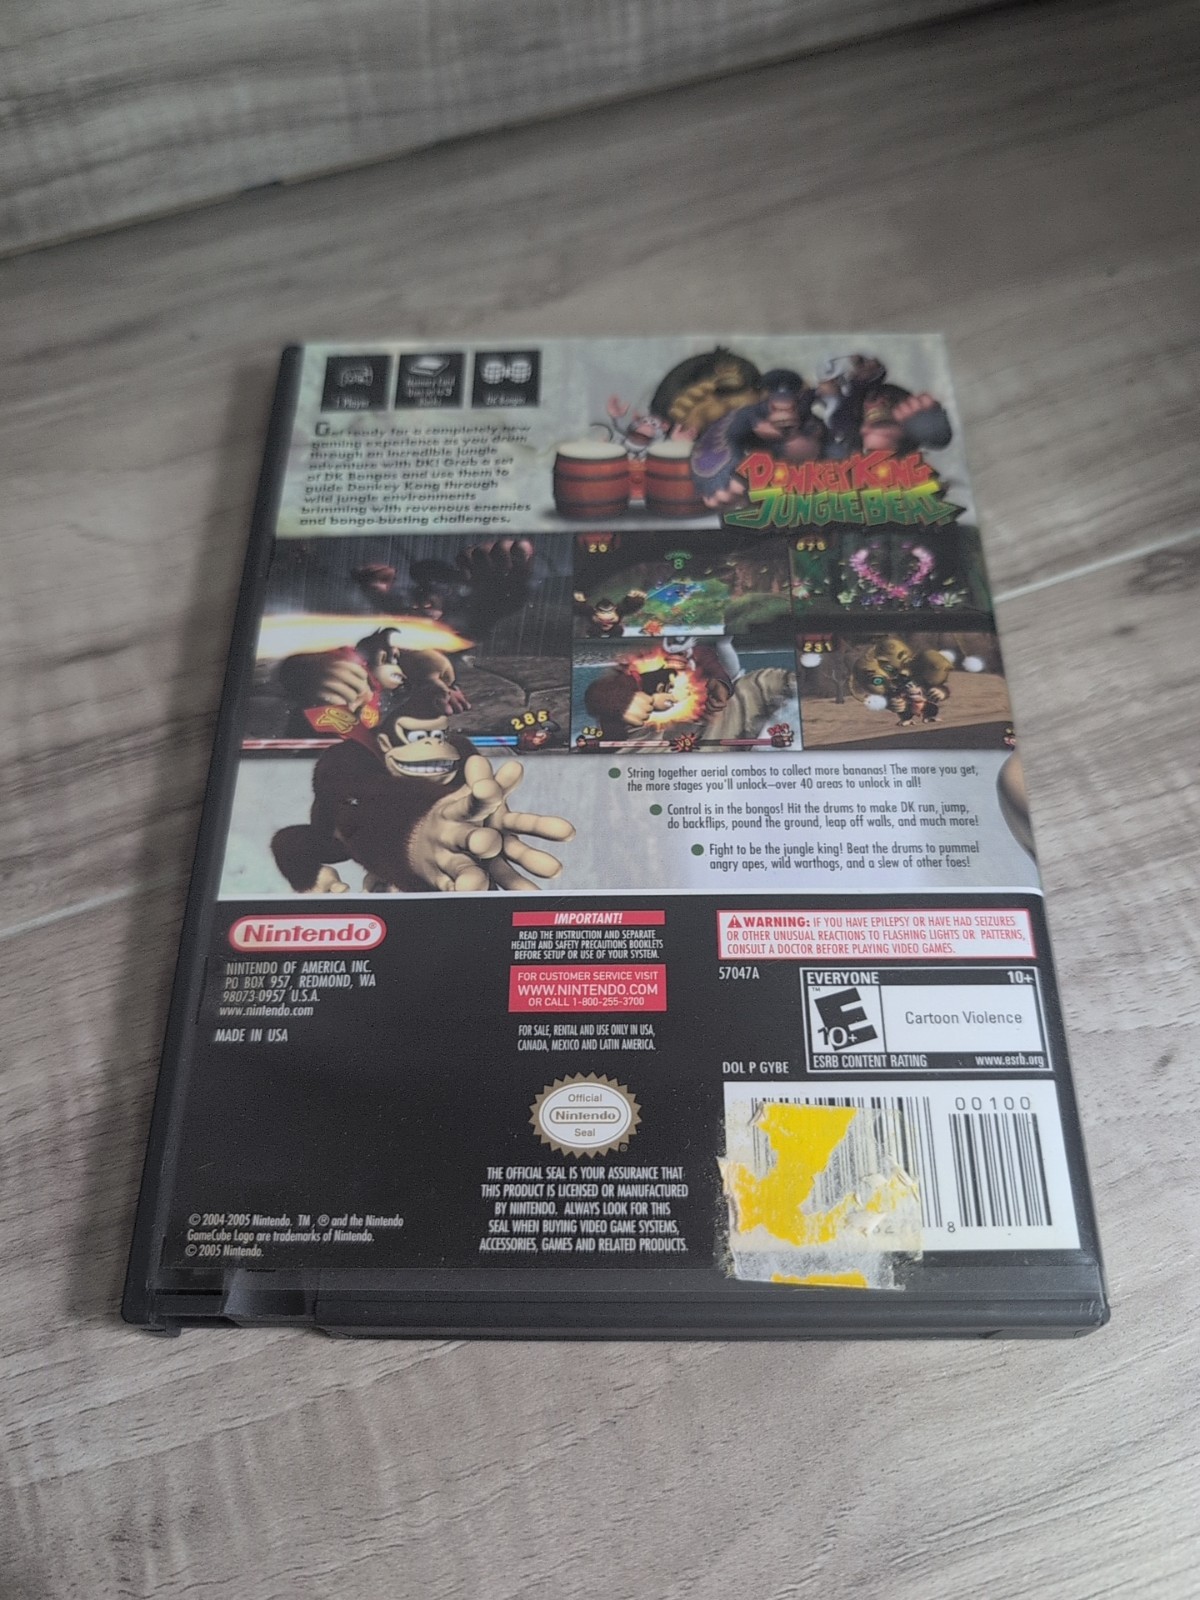 1 Player
Memory Card
DK Bongos
Get ready for a completely new
gaming experience as you drum
through an incredible jungle
adventure with DK! Grab a set
of DK Bongos and use them to
guide Donkey Kong through
wild jungle environments
brimming with ravenous enemies
and bongo-busting challenges.
DONKEY KONG
JUNGLE BEAT
20
8
678
285
480
231
String together aerial combos to collect more bananas! The more you get,
the more stages you'll unlock—over 40 areas to unlock in all!
Control is in the bongos! Hit the drums to make DK run, jump,
do backflips, pound the ground, leap off walls, and much more!
Fight to be the jungle king! Beat the drums to pummel
angry apes, wild warthogs, and a slew of other foes!
Nintendo®
NINTENDO OF AMERICA INC.
PO BOX 957, REDMOND, WA
98073-0957 U.S.A.
www.nintendo.com
MADE IN USA
IMPORTANT!
READ THE INSTRUCTION AND SEPARATE
HEALTH AND SAFETY PRECAUTIONS BOOKLETS
BEFORE SETUP OR USE OF YOUR SYSTEM.
FOR CUSTOMER SERVICE VISIT
WWW.NINTENDO.COM
OR CALL 1-800-255-3700
FOR SALE, RENTAL AND USE ONLY IN USA,
CANADA, MEXICO AND LATIN AMERICA.
WARNING: IF YOU HAVE EPILEPSY OR HAVE HAD SEIZURES
OR OTHER UNUSUAL REACTIONS TO FLASHING LIGHTS OR PATTERNS,
CONSULT A DOCTOR BEFORE PLAYING VIDEO GAMES.
57047A
EVERYONE 10+
E 10+
™
Cartoon Violence
ESRB CONTENT RATING www.esrb.org
DOL P GYBE
Official
Nintendo
Seal
THE OFFICIAL SEAL IS YOUR ASSURANCE THAT
THIS PRODUCT IS LICENSED OR MANUFACTURED
BY NINTENDO. ALWAYS LOOK FOR THIS
SEAL WHEN BUYING VIDEO GAME SYSTEMS,
ACCESSORIES, GAMES AND RELATED PRODUCTS.
00100
8
© 2004-2005 Nintendo. TM, ® and the Nintendo
GameCube Logo are trademarks of Nintendo.
© 2005 Nintendo.